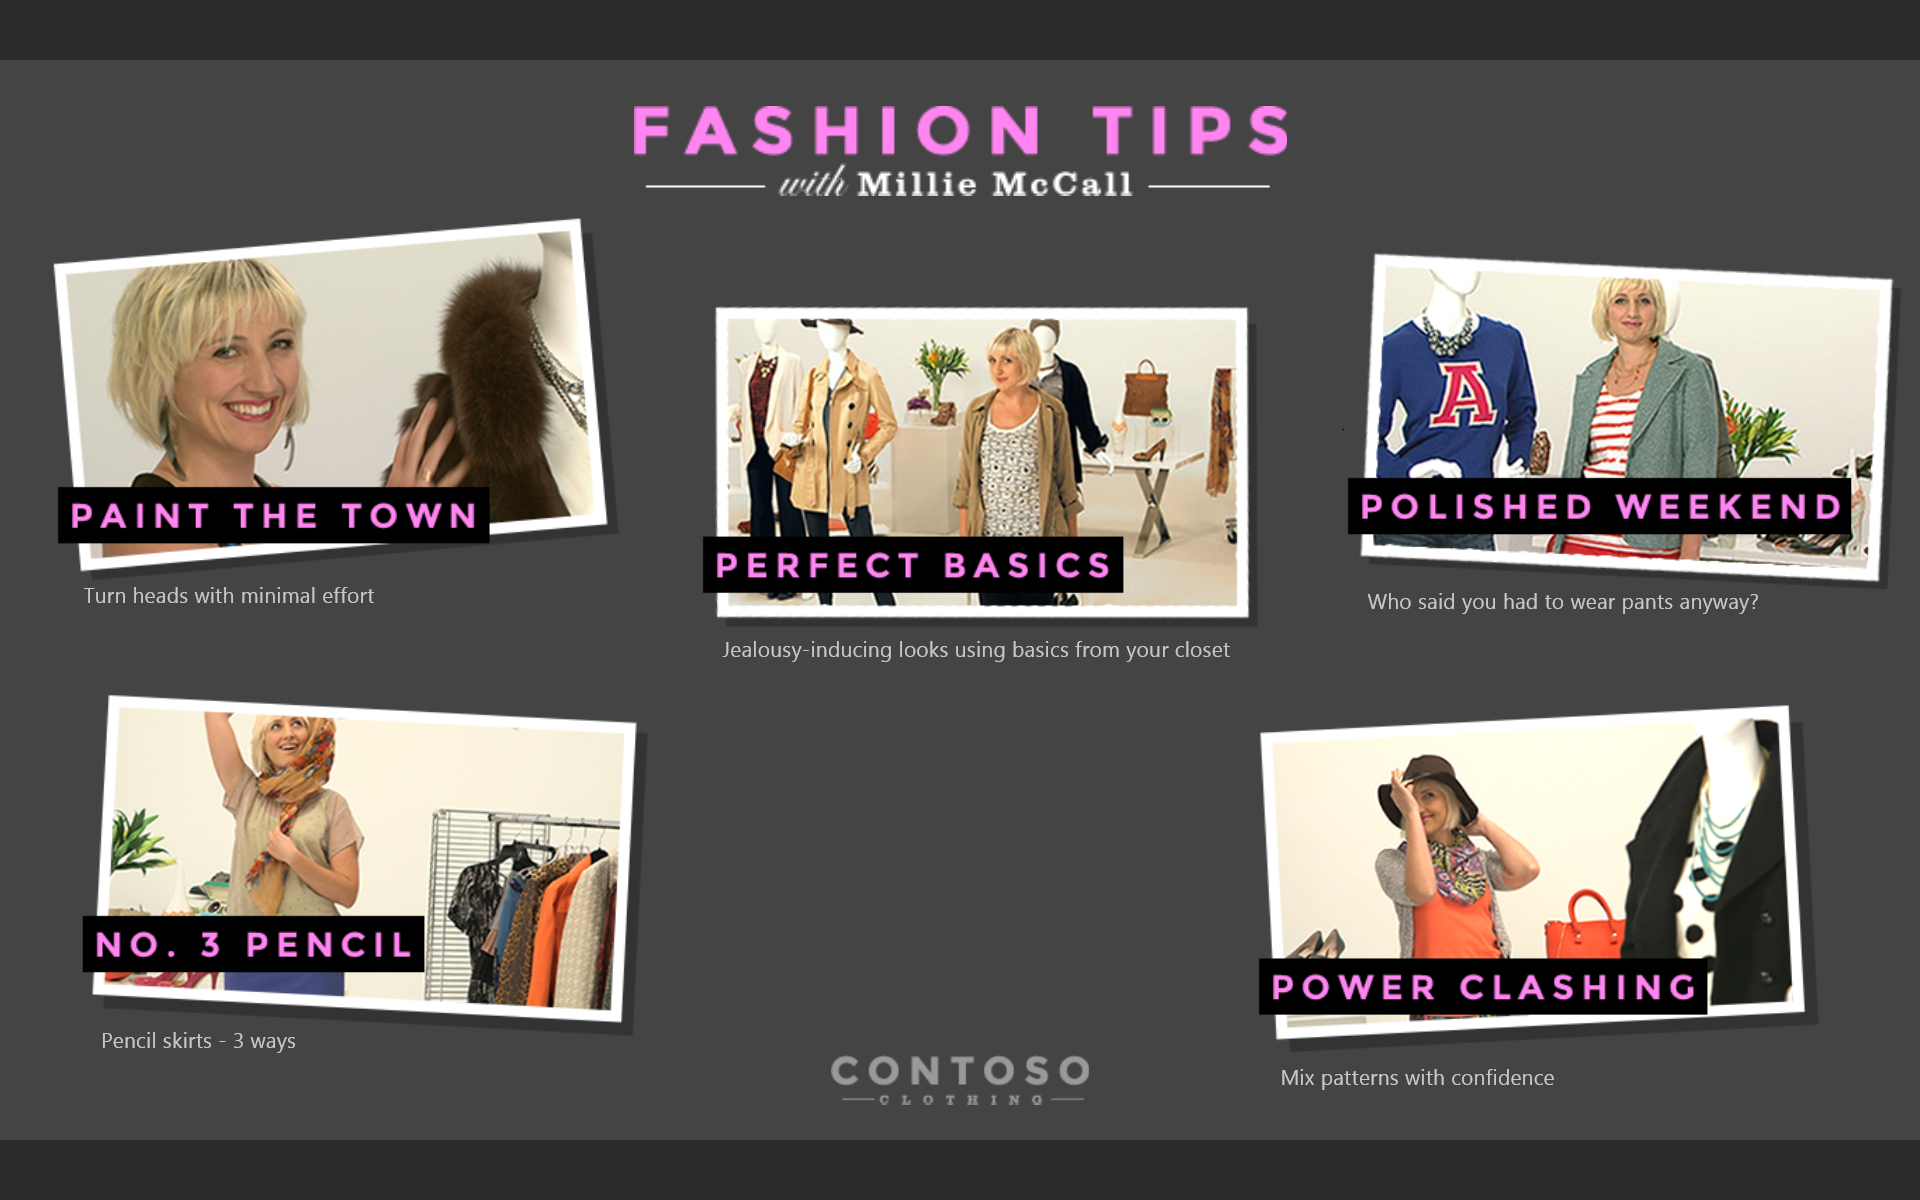 FASHION TIPS
with Millie McCall
PAINT THE TOWN
Turn heads with minimal effort
PERFECT BASICS
Jealousy-inducing looks using basics from your closet
A
POLISHED WEEKEND
Who said you had to wear pants anyway?
NO. 3 PENCIL
Pencil skirts - 3 ways
POWER CLASHING
Mix patterns with confidence
CONTOSO
CLOTHING